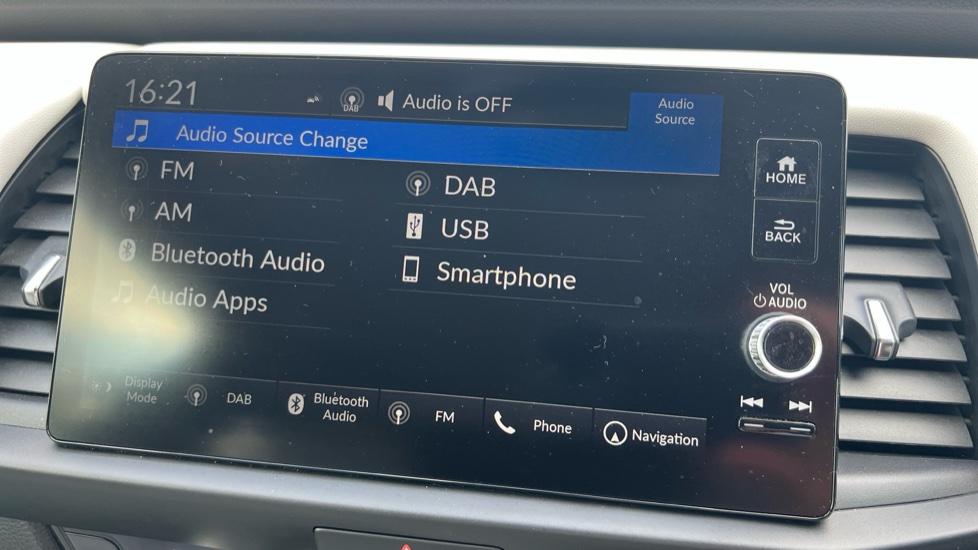 16:21
DAB
Audio is OFF
Audio
Source
Audio Source Change
FM
DAB
AM
USB
Bluetooth Audio
Smartphone
Audio Apps
HOME
BACK
VOL
AUDIO
Display
Mode
DAB
Bluetooth
Audio
FM
Phone
Navigation